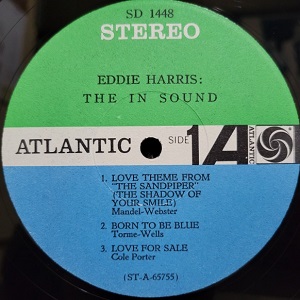 SD 1448
STEREO
EDDIE HARRIS:
THE IN SOUND
ATLANTIC SIDE 1 A ATLANTIC
1. LOVE THEME FROM
"THE SANDPIPER"
(THE SHADOW OF
YOUR SMILE)
Mandel-Webster
2. BORN TO BE BLUE
Torme-Wells
3. LOVE FOR SALE
Cole Porter
(ST-A-65755)